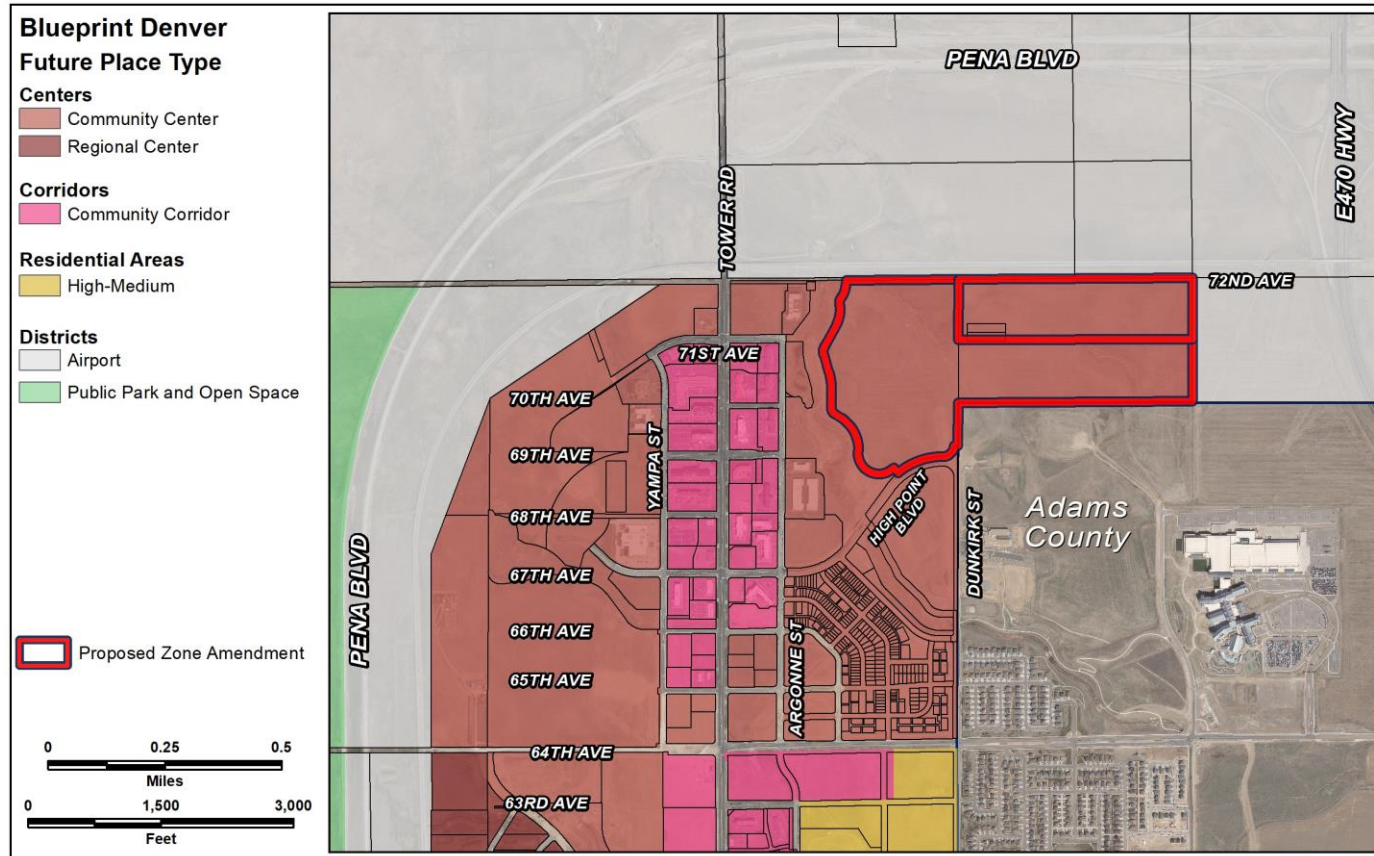 Blueprint Denver
Future Place Type
Centers
Community Center
Regional Center
Corridors
Community Corridor
Residential Areas
High-Medium
Districts
Airport
Public Park and Open Space
Proposed Zone Amendment
0 0.25 0.5
Miles
0 1,500 3,000
Feet
PENA BLVD
E470 HWY
TOWER RD
72ND AVE
71ST AVE
70TH AVE
YAMPA ST
69TH AVE
68TH AVE
HIGH POINT
BLVD
DUNKIRK ST
Adams
County
67TH AVE
PENA BLVD
66TH AVE
65TH AVE
ARGONNE ST
64TH AVE
63RD AVE